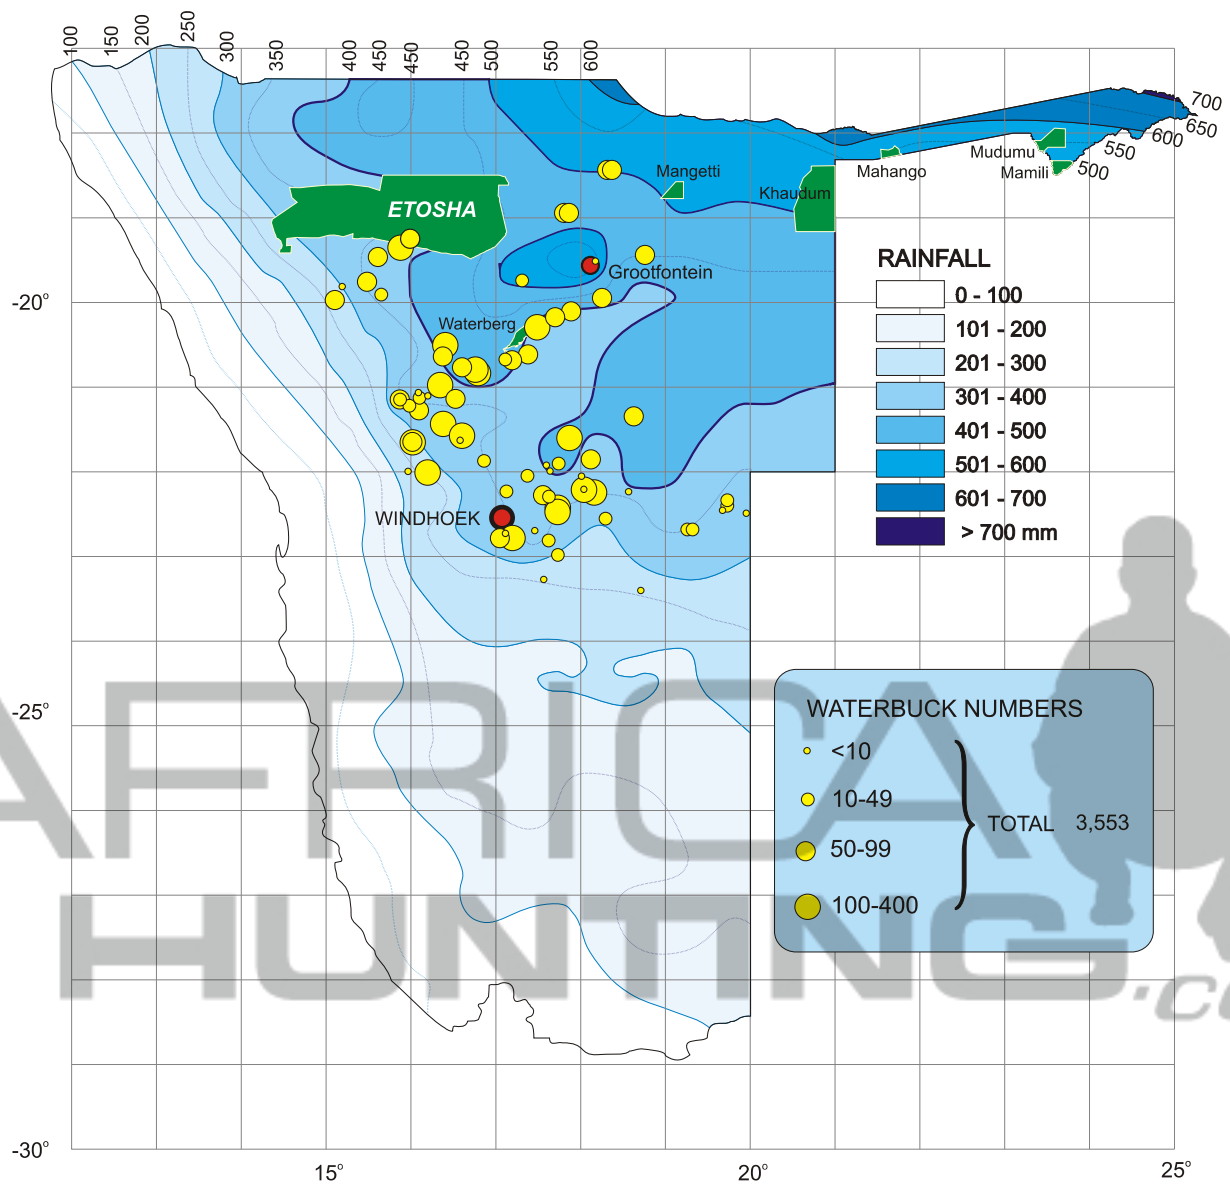 100 150 200 250 300 350 400 450 450 450 500 550 600
700
650
600
550
500
Mudumu
Mamili
Mahango
Mangetti
Khaudum
ETOSHA
Grootfontein
Waterberg
WINDHOEK
-20°
-25°
-30°
15°
20°
25°
RAINFALL
0 - 100
101 - 200
201 - 300
301 - 400
401 - 500
501 - 600
601 - 700
> 700 mm
WATERBUCK NUMBERS
<10
10-49
50-99
100-400
TOTAL 3,553
AFRICA
HUNTING
.co